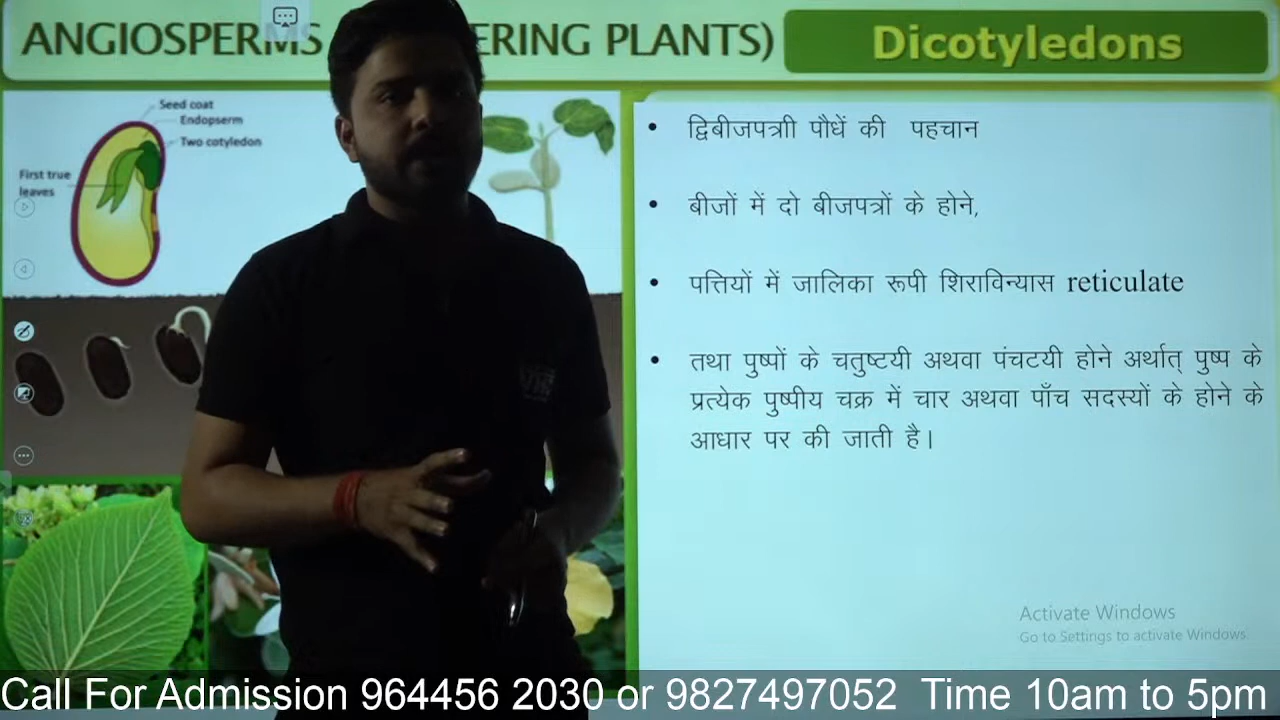 ANGIOSPERMS ERING PLANTS)
Dicotyledons
Seed coat
Endopserm
Two cotyledon
First true
leaves
• द्विबीजपत्राी पौधें की पहचान
• बीजों में दो बीजपत्रों के होने,
• पत्तियों में जालिका रूपी शिराविन्यास reticulate
• तथा पुष्पों के चतुष्टयी अथवा पंचटयी होने अर्थात् पुष्प के
प्रत्येक पुष्पीय चक्र में चार अथवा पाँच सदस्यों के होने के
आधार पर की जाती है।
Activate Windows
Go to Settings to activate Windows.
Call For Admission 964456 2030 or 9827497052 Time 10am to 5pm